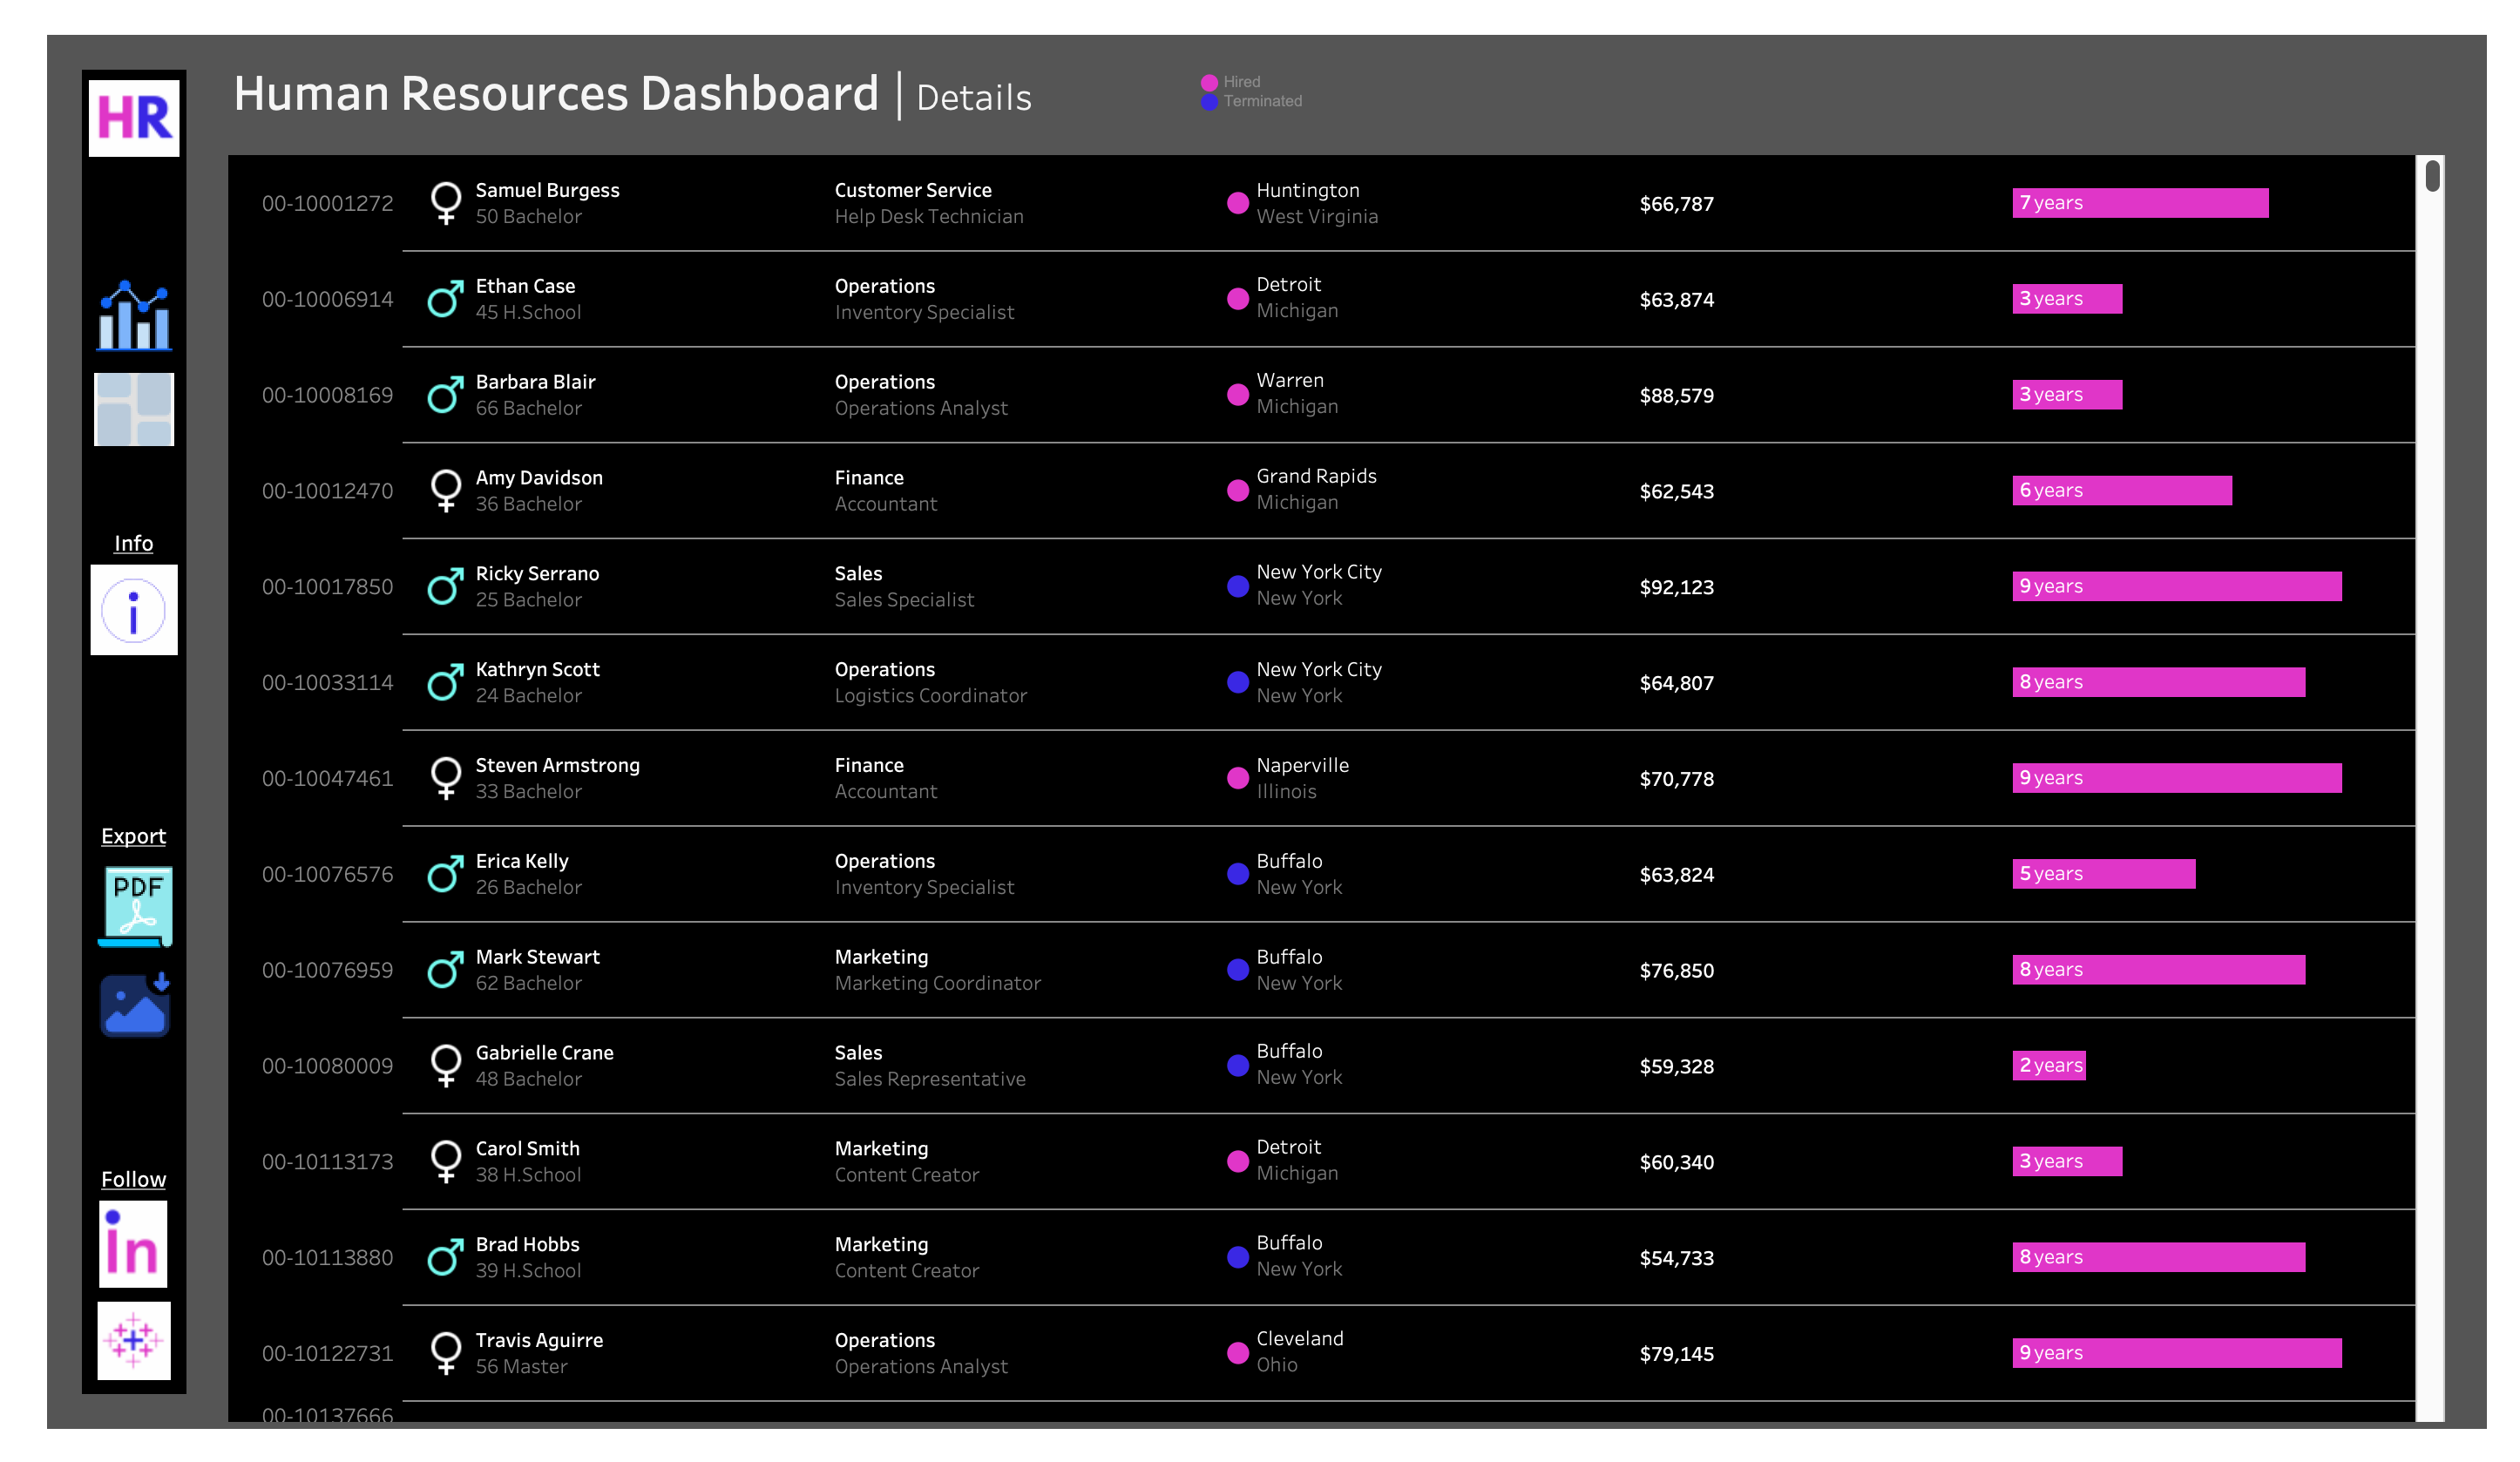 HR
Human Resources Dashboard | Details
Hired
Terminated
00-10001272
Samuel Burgess
50 Bachelor
Customer Service
Help Desk Technician
Huntington
West Virginia
$66,787
7 years
00-10006914
Ethan Case
45 H.School
Operations
Inventory Specialist
Detroit
Michigan
$63,874
3 years
00-10008169
Barbara Blair
66 Bachelor
Operations
Operations Analyst
Warren
Michigan
$88,579
3 years
00-10012470
Amy Davidson
36 Bachelor
Finance
Accountant
Grand Rapids
Michigan
$62,543
6 years
Info
i
00-10017850
Ricky Serrano
25 Bachelor
Sales
Sales Specialist
New York City
New York
$92,123
9 years
00-10033114
Kathryn Scott
24 Bachelor
Operations
Logistics Coordinator
New York City
New York
$64,807
8 years
00-10047461
Steven Armstrong
33 Bachelor
Finance
Accountant
Naperville
Illinois
$70,778
9 years
Export
PDF
00-10076576
Erica Kelly
26 Bachelor
Operations
Inventory Specialist
Buffalo
New York
$63,824
5 years
00-10076959
Mark Stewart
62 Bachelor
Marketing
Marketing Coordinator
Buffalo
New York
$76,850
8 years
00-10080009
Gabrielle Crane
48 Bachelor
Sales
Sales Representative
Buffalo
New York
$59,328
2 years
00-10113173
Carol Smith
38 H.School
Marketing
Content Creator
Detroit
Michigan
$60,340
3 years
Follow
in
00-10113880
Brad Hobbs
39 H.School
Marketing
Content Creator
Buffalo
New York
$54,733
8 years
00-10122731
Travis Aguirre
56 Master
Operations
Operations Analyst
Cleveland
Ohio
$79,145
9 years
00-10137666